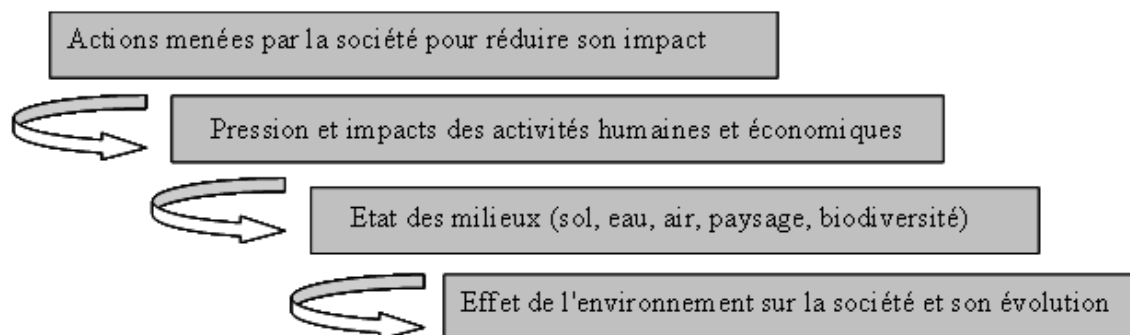 Actions menées par la société pour réduire son impact
Pression et impacts des activités humaines et économiques
Etat des milieux (sol, eau, air, paysage, biodiversité)
Effet de l'environnement sur la société et son évolution